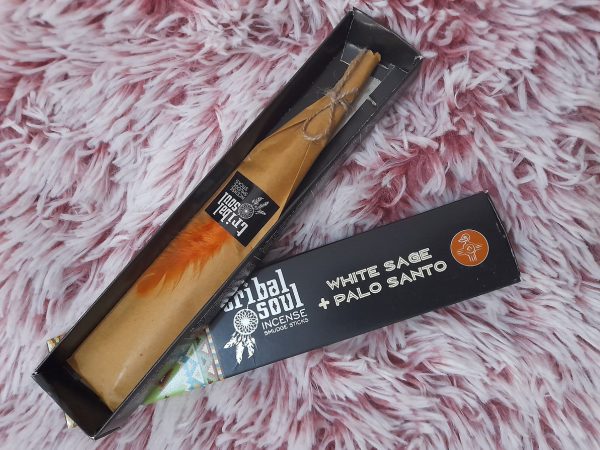 tribal
soul
WHITE SAGE
+ PALO SANTO
tribal
soul
INCENSE
SMUDGE STICKS